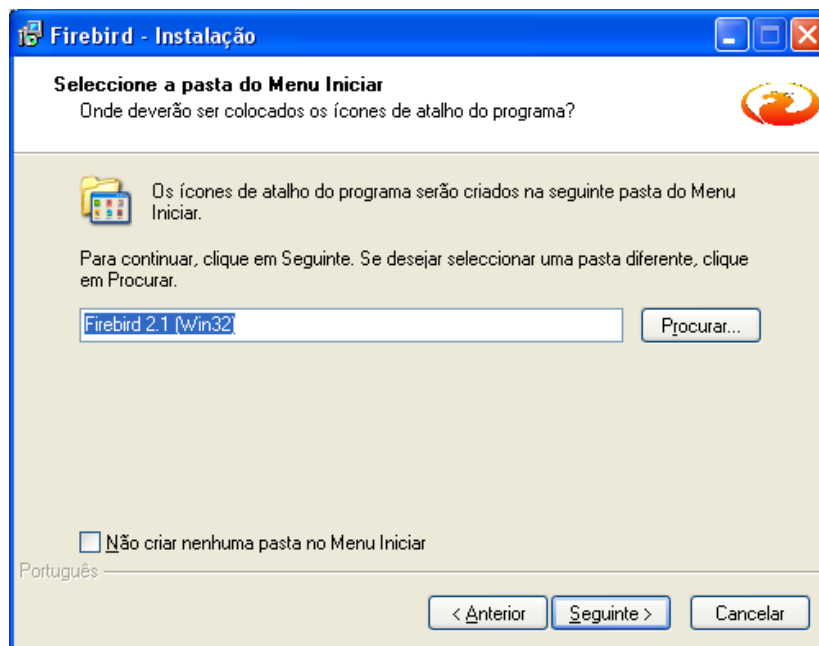 Firebird - Instalação
Seleccione a pasta do Menu Iniciar
Onde deverão ser colocados os ícones de atalho do programa?
Os ícones de atalho do programa serão criados na seguinte pasta do Menu
Iniciar.
Para continuar, clique em Seguinte. Se desejar seleccionar uma pasta diferente, clique
em Procurar.
Firebird 2.1 (Win32)
Procurar...
Não criar nenhuma pasta no Menu Iniciar
Português
< Anterior
Seguinte >
Cancelar